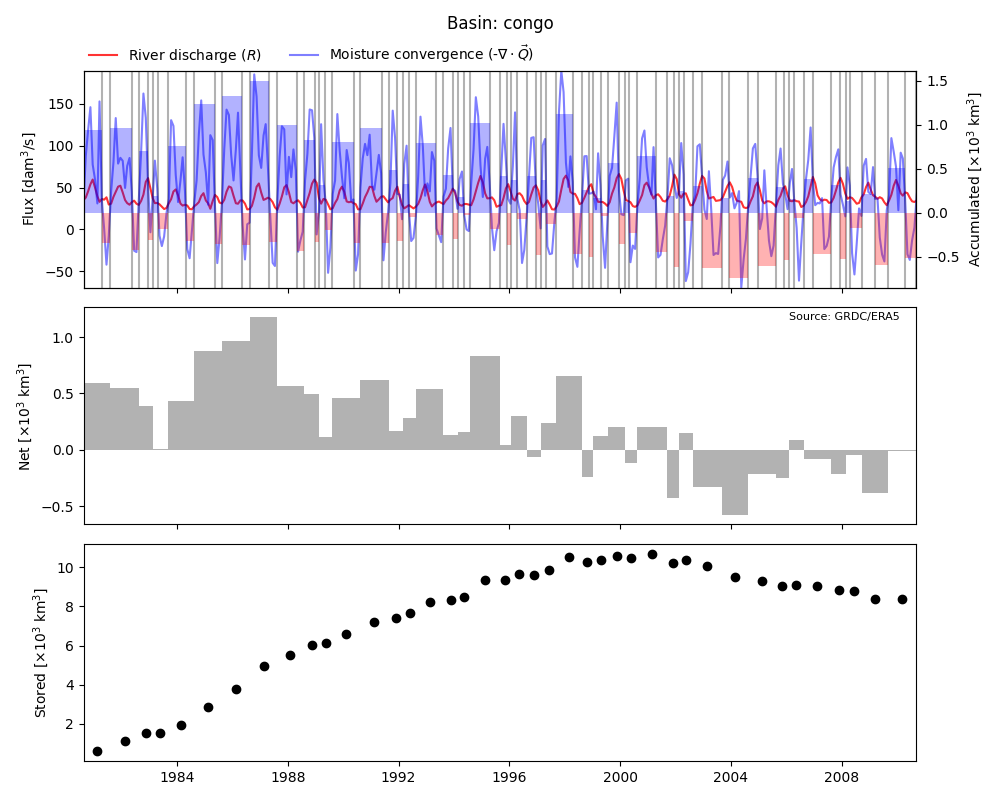 Basin: congo
River discharge (R)
Moisture convergence (-∇ · Q⃗)
Flux [dam³/s]
150
100
50
0
−50
1.5
1.0
0.5
0.0
−0.5
Accumulated [×10³ km³]
Source: GRDC/ERA5
Net [×10³ km³]
1.0
0.5
0.0
−0.5
Stored [×10³ km³]
10
8
6
4
2
1984 1988 1992 1996 2000 2004 2008